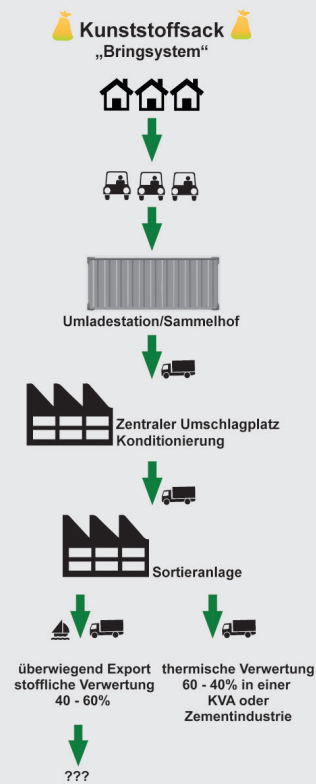 Kunststoffsack
„Bringsystem“
Umladestation/Sammelhof
Zentraler Umschlagplatz
Konditionierung
Sortieranlage
überwiegend Export
stoffliche Verwertung
40 - 60%
thermische Verwertung
60 - 40% in einer
KVA oder
Zementindustrie
???